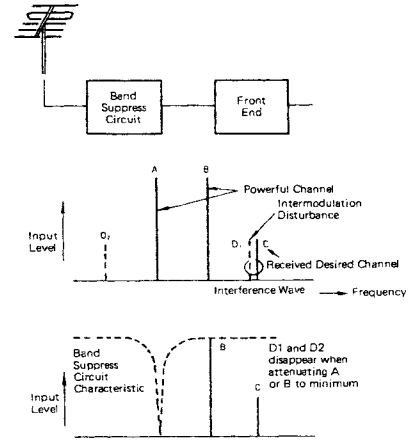 Band
Suppress
Circuit
Front
End
A
B
Powerful Channel
Intermodulation
Disturbance
Input
Level
D₂
D₁
C
Received Desired Channel
Interference Wave
Frequency
Band
Suppress
Circuit
Characteristic
B
D1 and D2
disappear when
attenuating A
or B to minimum
Input
Level
C